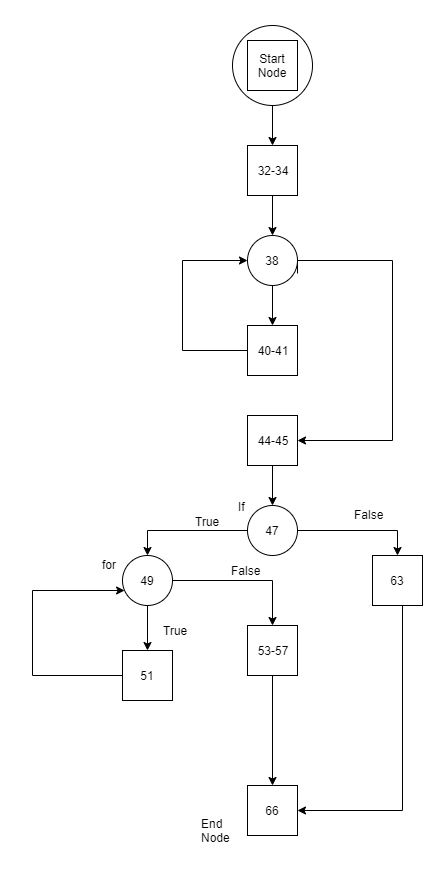 Start
Node
32-34
38
40-41
44-45
If
47
True
False
for
49
False
63
True
51
53-57
66
End
Node